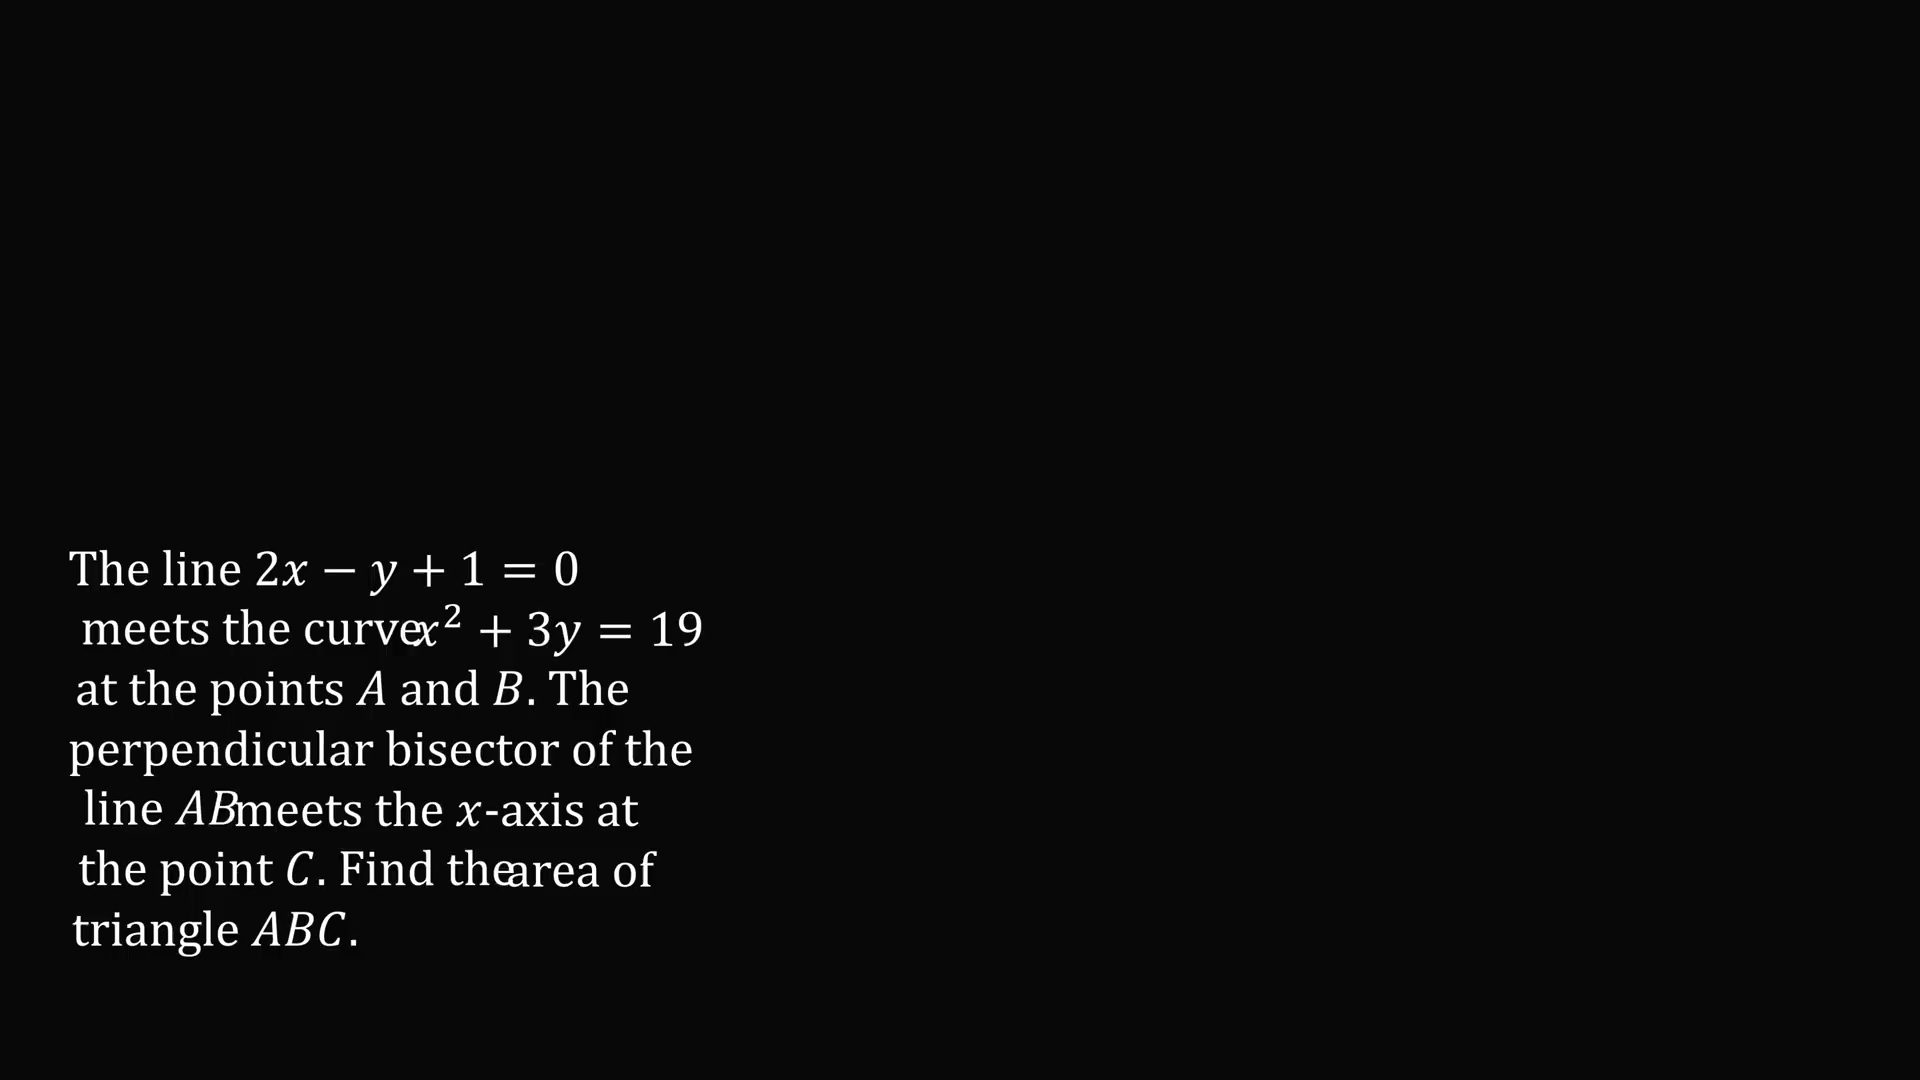 The line 2x − y + 1 = 0
meets the curve x² + 3y = 19
at the points A and B. The
perpendicular bisector of the
line AB meets the x-axis at
the point C. Find the area of
triangle ABC.